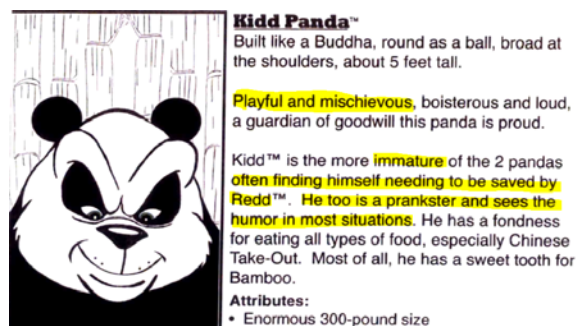 Kidd Panda™
Built like a Buddha, round as a ball, broad at
the shoulders, about 5 feet tall.
Playful and mischievous, boisterous and loud,
a guardian of goodwill this panda is proud.
Kidd™ is the more immature of the 2 pandas
often finding himself needing to be saved by
Redd™. He too is a prankster and sees the
humor in most situations. He has a fondness
for eating all types of food, especially Chinese
Take-Out. Most of all, he has a sweet tooth for
Bamboo.
Attributes:
• Enormous 300-pound size